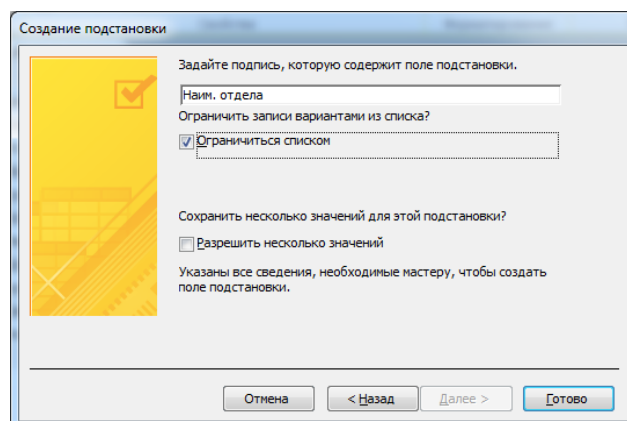 Создание подстановки
Задайте подпись, которую содержит поле подстановки.
Наим. отдела
Ограничить записи вариантами из списка?
Ограничиться списком
Сохранить несколько значений для этой подстановки?
Разрешить несколько значений
Указаны все сведения, необходимые мастеру, чтобы создать
поле подстановки.
Отмена < Назад Далее > Готово